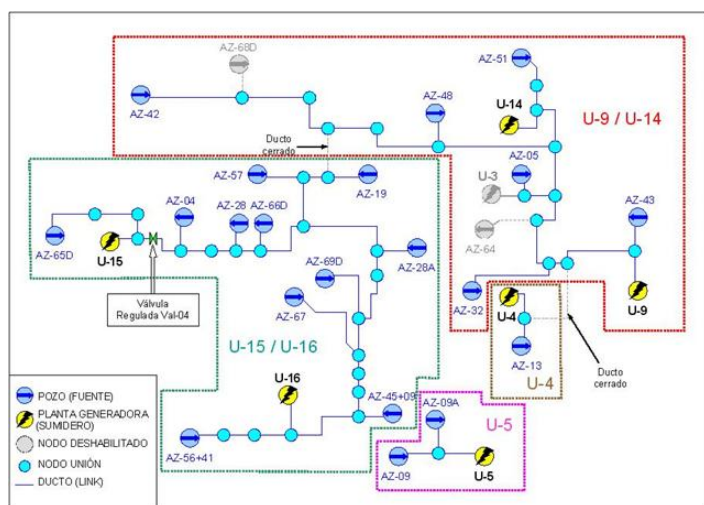 AZ-68D
AZ-51
AZ-42
AZ-48
U-14
U-9 / U-14
Ducto
cerrado
AZ-05
AZ-57
U-3
AZ-19
AZ-43
AZ-04
AZ-28
AZ-66D
AZ-64
AZ-65D
U-15
AZ-69D
AZ-28A
AZ-32
U-4
U-9
Válvula
Regulada Val-04
AZ-67
U-15 / U-16
AZ-13
U-4
Ducto
cerrado
U-16
POZO (FUENTE)
PLANTA GENERADORA
(SUMIDERO)
NODO DESHABILITADO
NODO UNIÓN
DUCTO (LINK)
AZ-45+09
AZ-09A
U-5
AZ-56+41
AZ-09
U-5